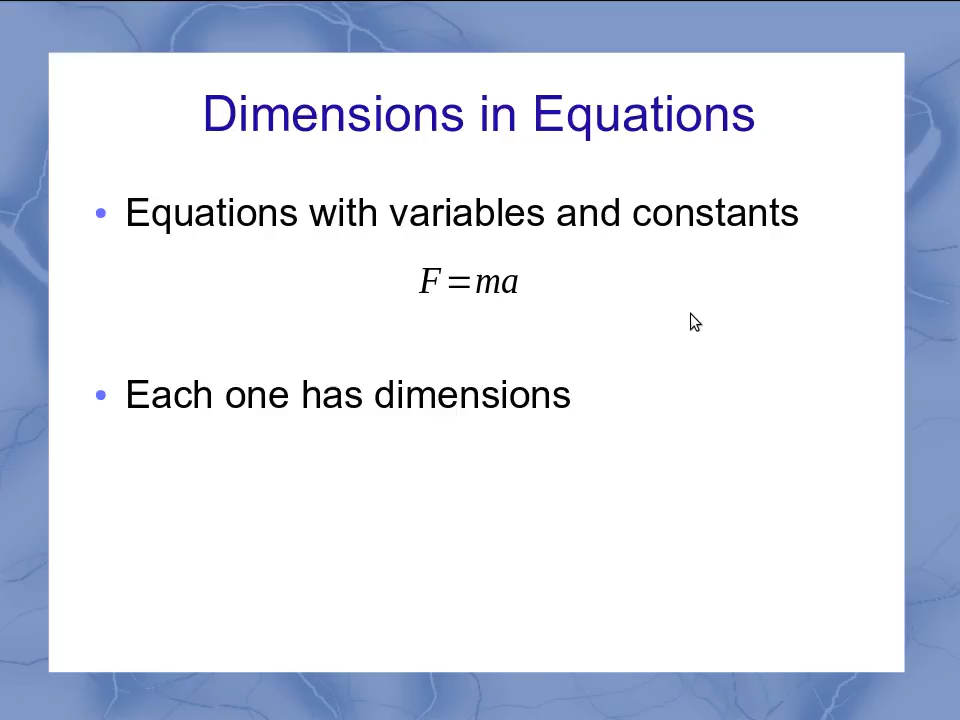 Dimensions in Equations
• Equations with variables and constants
F=ma
• Each one has dimensions